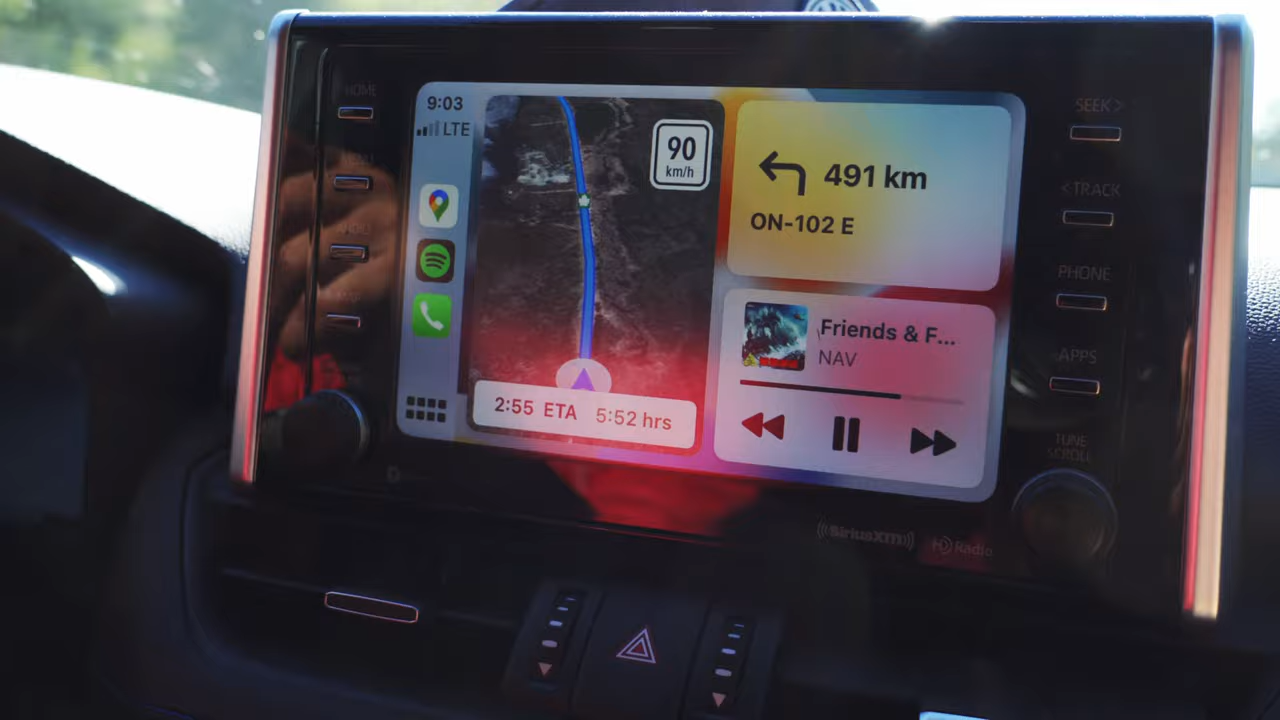 HOME
9:03
LTE
90
km/h
491 km
ON-102 E
Friends & F...
NAV
2:55 ETA 5:52 hrs
SEEK >
< TRACK
PHONE
APPS
TUNE
SCROLL
((SiriusXM))
HD Radio